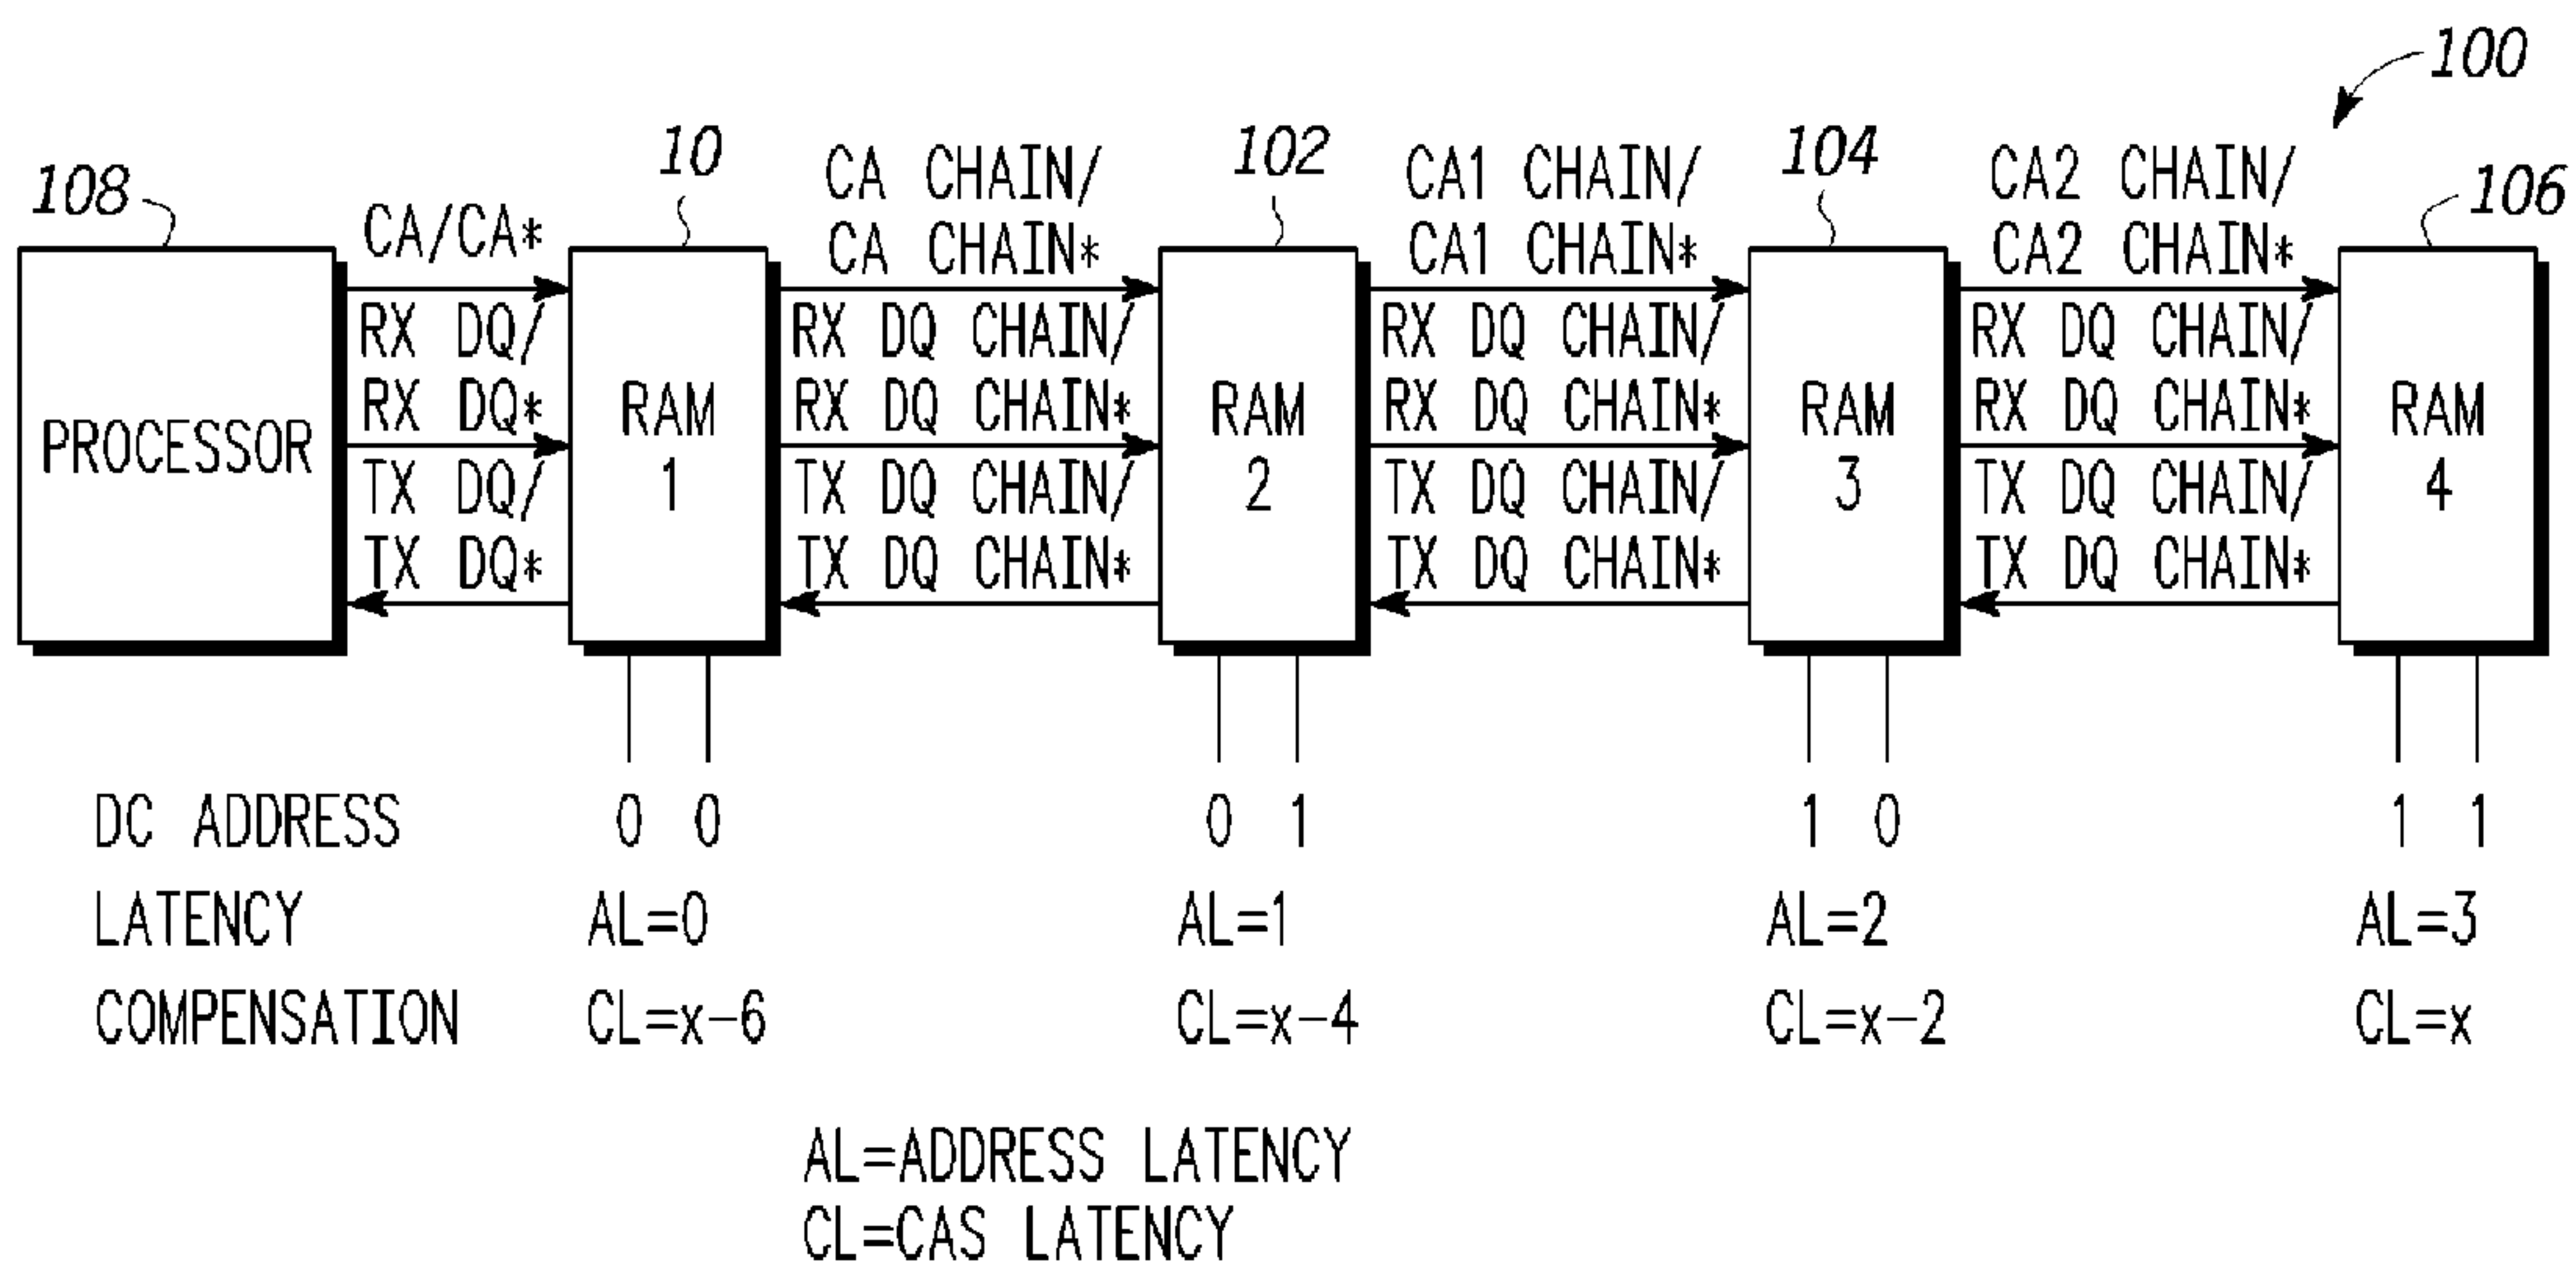 100
108
10
102
104
106
CA/CA*
RX DQ/
RX DQ*
TX DQ/
TX DQ*
CA CHAIN/
CA CHAIN*
RX DQ CHAIN/
RX DQ CHAIN*
TX DQ CHAIN/
TX DQ CHAIN*
CA1 CHAIN/
CA1 CHAIN*
RX DQ CHAIN/
RX DQ CHAIN*
TX DQ CHAIN/
TX DQ CHAIN*
CA2 CHAIN/
CA2 CHAIN*
RX DQ CHAIN/
RX DQ CHAIN*
TX DQ CHAIN/
TX DQ CHAIN*
PROCESSOR
RAM
1
RAM
2
RAM
3
RAM
4
DC ADDRESS 0 0 0 1 1 0 1 1
LATENCY AL=0 AL=1 AL=2 AL=3
COMPENSATION CL=x-6 CL=x-4 CL=x-2 CL=x
AL=ADDRESS LATENCY
CL=CAS LATENCY